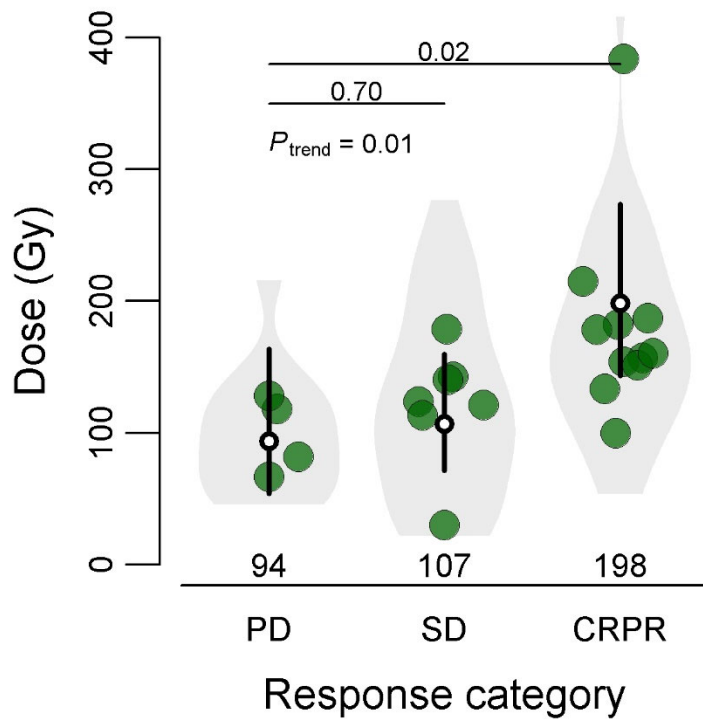 400
0.02
0.70
P trend = 0.01
300
200
100
0
Dose (Gy)
94 107 198
PD SD CRPR
Response category